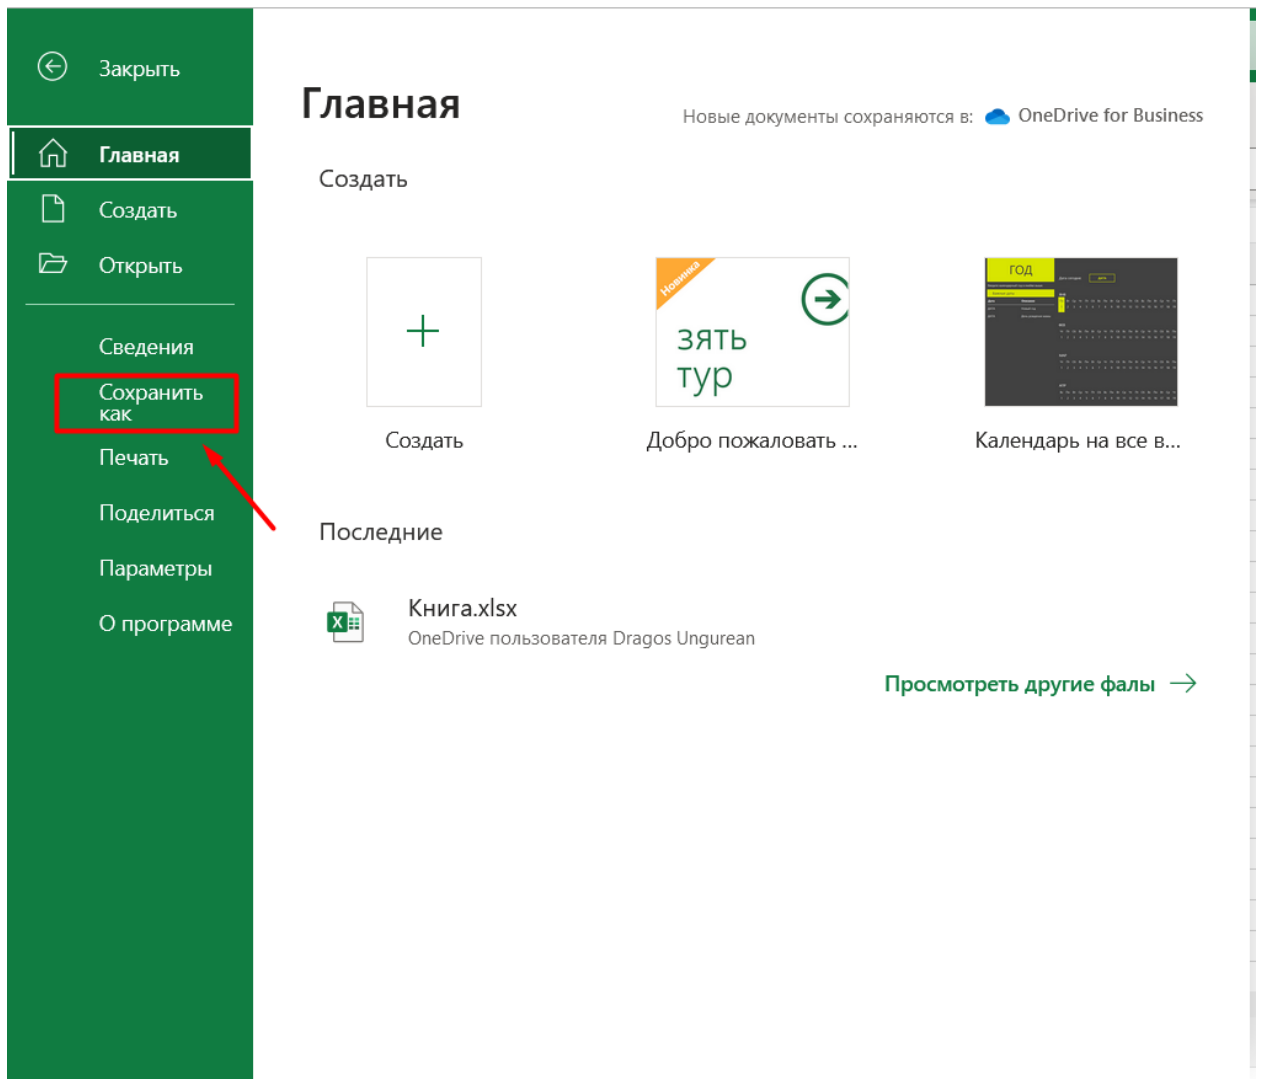 Закрыть
Главная
Создать
Открыть
Сведения
Сохранить
как
Печать
Поделиться
Параметры
О программе
Главная
Новые документы сохраняются в: OneDrive for Business
Создать
Новинка
зять
тур
ГОД
Создать
Добро пожаловать ...
Календарь на все в...
Последние
Книга.xlsx
OneDrive пользователя Dragos Ungurean
Просмотреть другие фалы